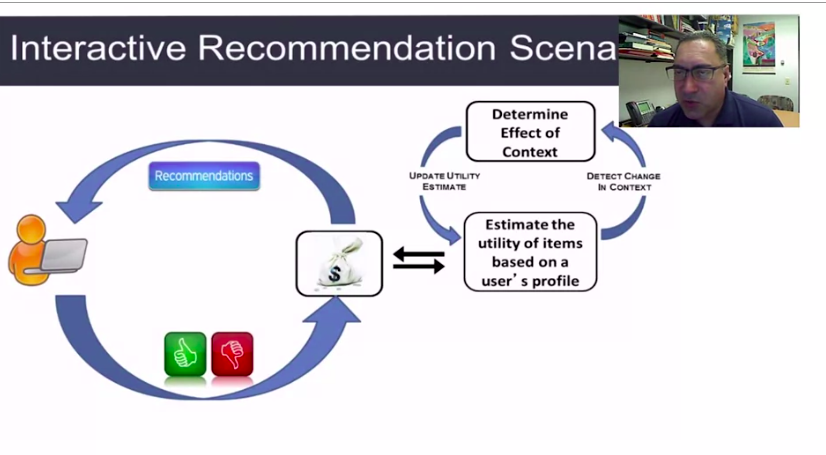 Interactive Recommendation Scena
Determine
Effect of
Context
Recommendations
UPDATE UTILITY
ESTIMATE
DETECT CHANGE
IN CONTEXT
Estimate the
utility of items
based on a
user's profile
$